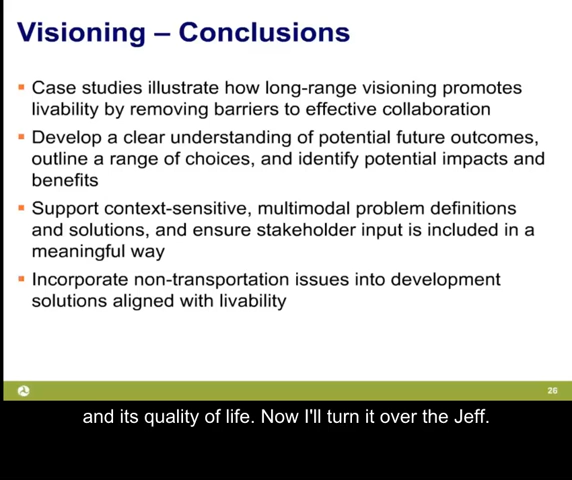 Visioning – Conclusions
Case studies illustrate how long-range visioning promotes
livability by removing barriers to effective collaboration
Develop a clear understanding of potential future outcomes,
outline a range of choices, and identify potential impacts and
benefits
Support context-sensitive, multimodal problem definitions
and solutions, and ensure stakeholder input is included in a
meaningful way
Incorporate non-transportation issues into development
solutions aligned with livability
26
and its quality of life. Now I'll turn it over the Jeff.